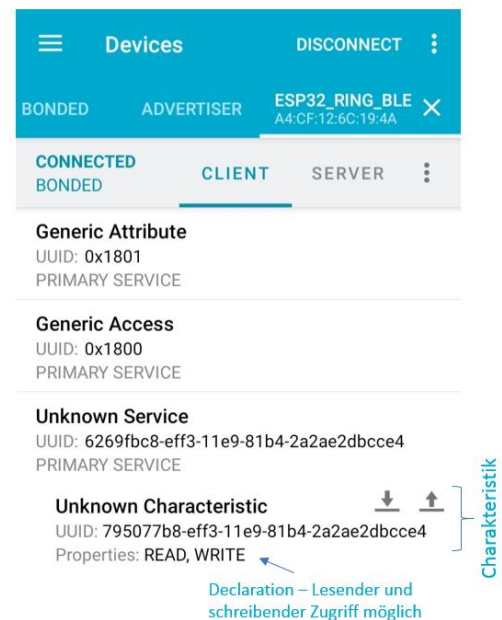 Devices DISCONNECT
BONDED ADVERTISER ESP32_RING_BLE
A4:CF:12:6C:19:4A
CONNECTED
BONDED
CLIENT SERVER
Generic Attribute
UUID: 0x1801
PRIMARY SERVICE
Generic Access
UUID: 0x1800
PRIMARY SERVICE
Unknown Service
UUID: 6269fbc8-eff3-11e9-81b4-2a2ae2dbcce4
PRIMARY SERVICE
Unknown Characteristic
UUID: 795077b8-eff3-11e9-81b4-2a2ae2dbcce4
Properties: READ, WRITE
Charakteristik
Declaration – Lesender und
schreibender Zugriff möglich